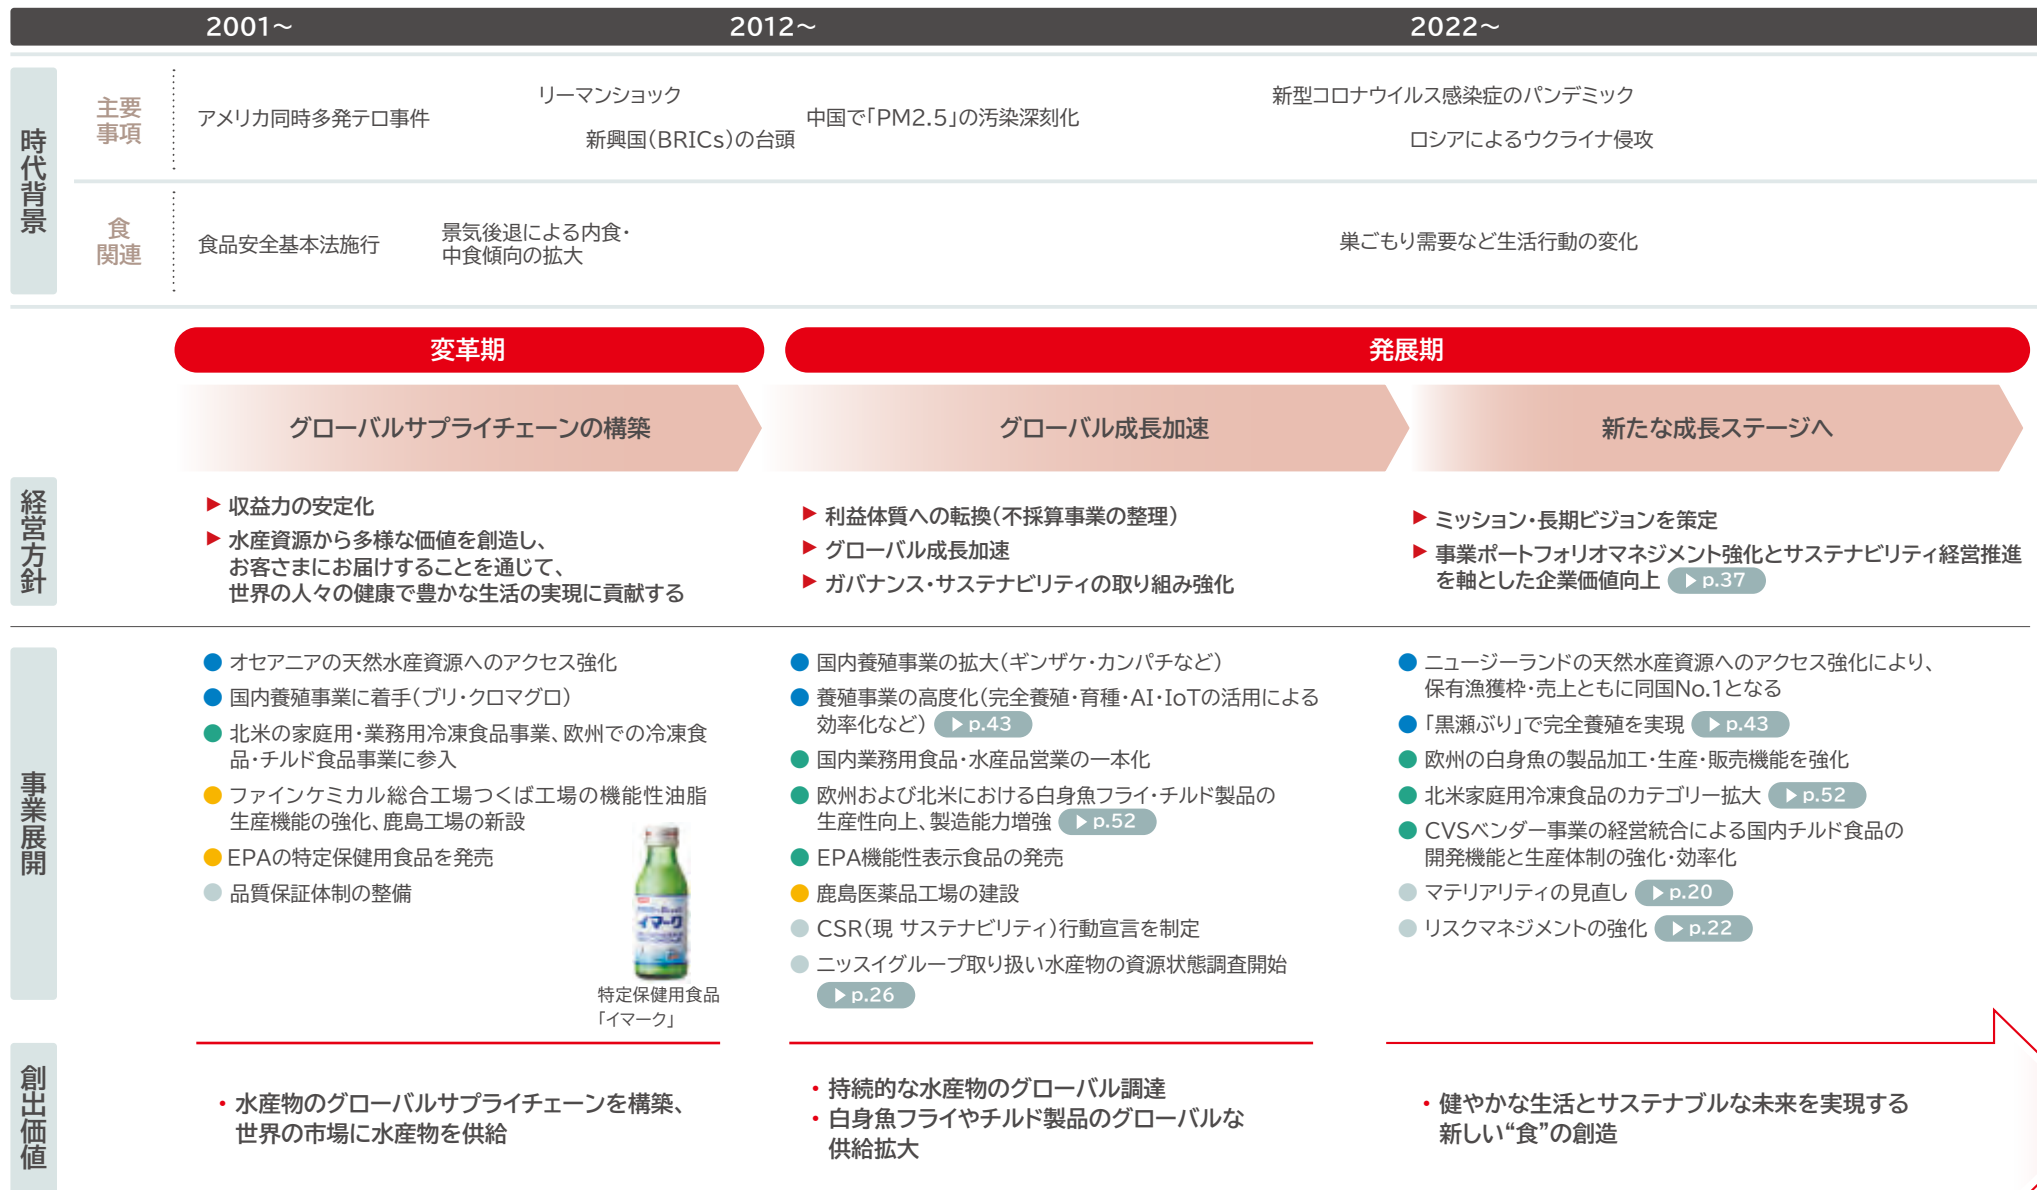 2001～
2012～
2022～
時代背景
主要
事項
アメリカ同時多発テロ事件
リーマンショック
新興国(BRICs)の台頭
中国で「PM2.5」の汚染深刻化
新型コロナウイルス感染症のパンデミック
ロシアによるウクライナ侵攻
食
関連
食品安全基本法施行
景気後退による内食・
中食傾向の拡大
巣ごもり需要など生活行動の変化
変革期
発展期
グローバルサプライチェーンの構築
グローバル成長加速
新たな成長ステージへ
経営方針
▶ 収益力の安定化
▶ 水産資源から多様な価値を創造し、
お客さまにお届けすることを通じて、
世界の人々の健康で豊かな生活の実現に貢献する
▶ 利益体質への転換(不採算事業の整理)
▶ グローバル成長加速
▶ ガバナンス・サステナビリティの取り組み強化
▶ ミッション・長期ビジョンを策定
▶ 事業ポートフォリオマネジメント強化とサステナビリティ経営推進
を軸とした企業価値向上 ▶p.37
事業展開
● オセアニアの天然水産資源へのアクセス強化
● 国内養殖事業に着手(ブリ・クロマグロ)
● 北米の家庭用・業務用冷凍食品事業、欧州での冷凍食
品・チルド食品事業に参入
● ファインケミカル総合工場つくば工場の機能性油脂
生産機能の強化、鹿島工場の新設
● EPAの特定保健用食品を発売
● 品質保証体制の整備
イマーク
特定保健用食品
「イマーク」
● 国内養殖事業の拡大(ギンザケ・カンパチなど)
● 養殖事業の高度化(完全養殖・育種・AI・IoTの活用による
効率化など) ▶p.43
● 国内業務用食品・水産品営業の一本化
● 欧州および北米における白身魚フライ・チルド製品の
生産性向上、製造能力増強 ▶p.52
● EPA機能性表示食品の発売
● 鹿島医薬品工場の建設
● CSR(現 サステナビリティ)行動宣言を制定
● ニッスイグループ取り扱い水産物の資源状態調査開始
▶p.26
● ニュージーランドの天然水産資源へのアクセス強化により、
保有漁獲枠・売上ともに同国No.1となる
● 「黒瀬ぶり」で完全養殖を実現 ▶p.43
● 欧州の白身魚の製品加工・生産・販売機能を強化
● 北米家庭用冷凍食品のカテゴリー拡大 ▶p.52
● CVSベンダー事業の経営統合による国内チルド食品の
開発機能と生産体制の強化・効率化
● マテリアリティの見直し ▶p.20
● リスクマネジメントの強化 ▶p.22
創出価値
・水産物のグローバルサプライチェーンを構築、
世界の市場に水産物を供給
・持続的な水産物のグローバル調達
・白身魚フライやチルド製品のグローバルな
供給拡大
・健やかな生活とサステナブルな未来を実現する
新しい“食”の創造